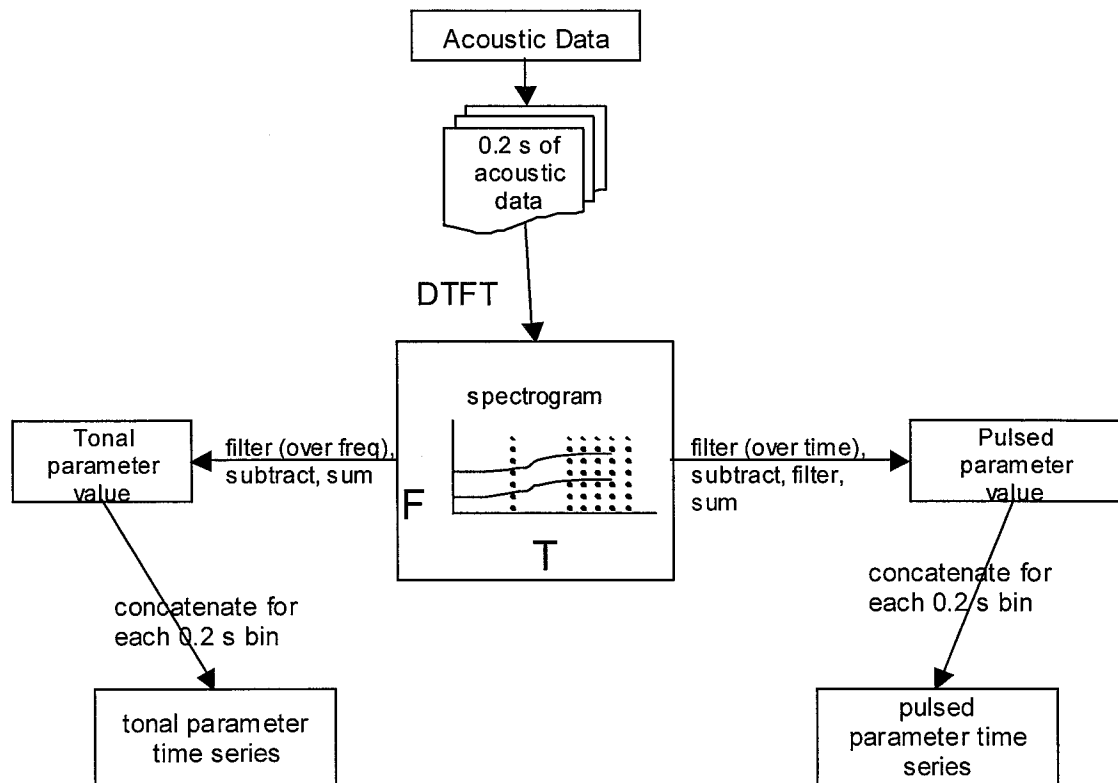 Acoustic Data
0.2 s of
acoustic
data
DTFT
spectrogram
F
T
filter (over freq),
subtract, sum
Tonal
parameter
value
filter (over time),
subtract, filter,
sum
Pulsed
parameter
value
concatenate for
each 0.2 s bin
concatenate for
each 0.2 s bin
tonal parameter
time series
pulsed
parameter time
series